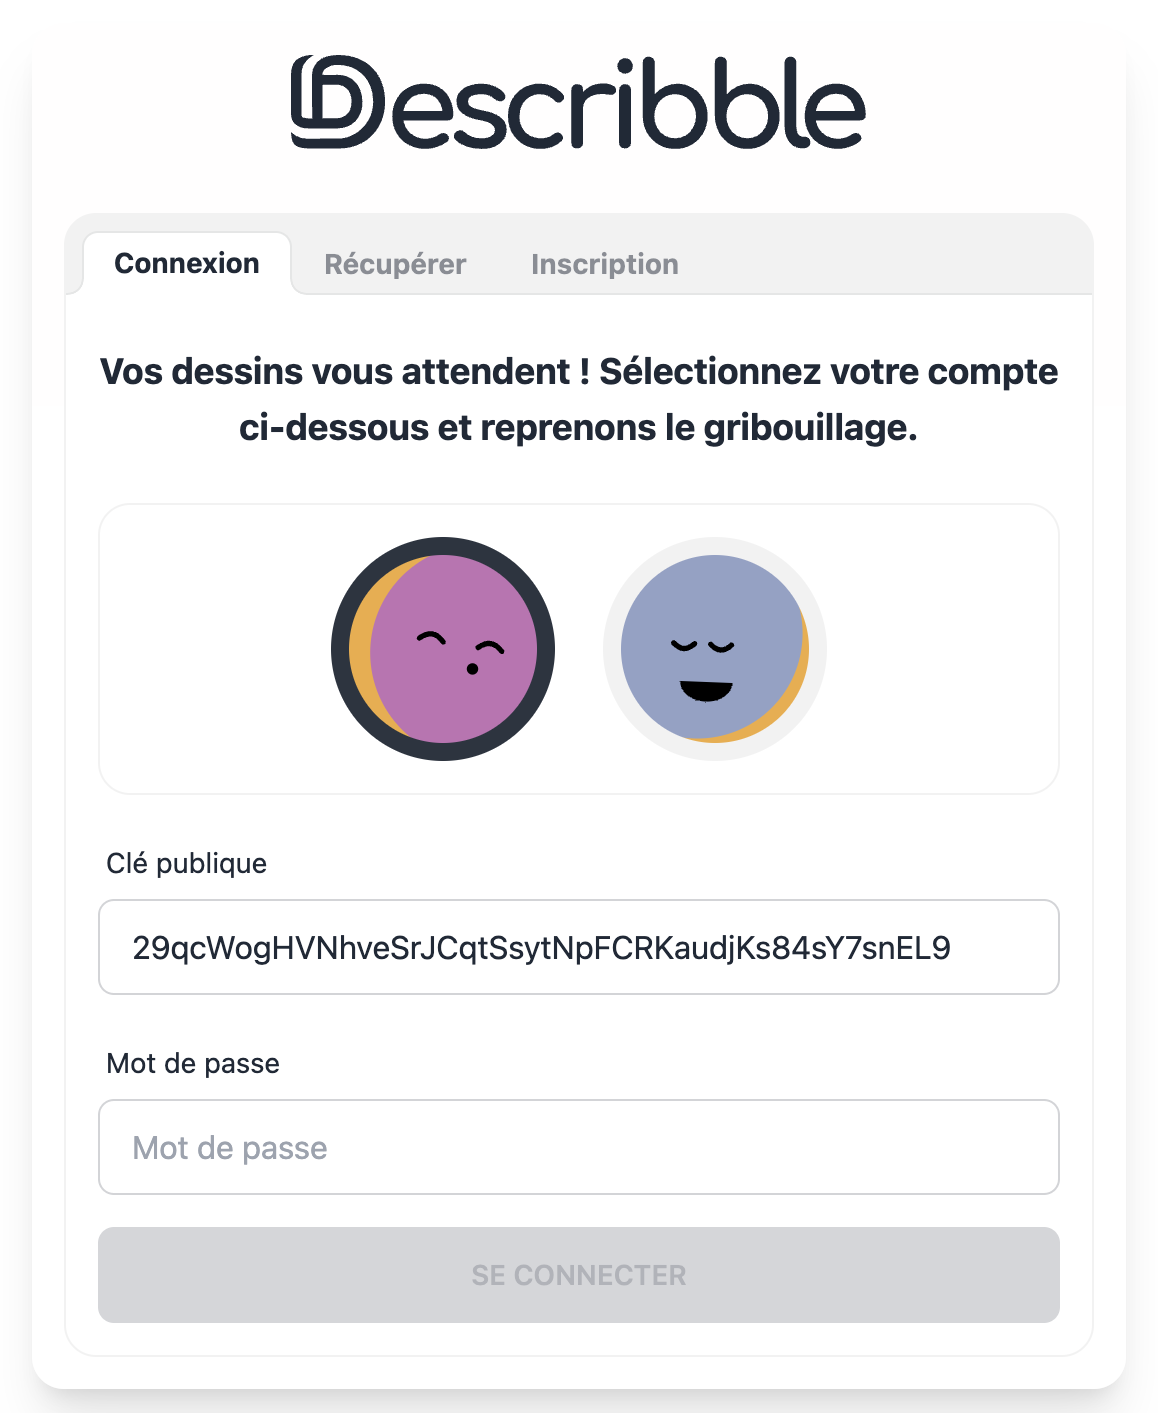 Describble
Connexion
Récupérer
Inscription
Vos dessins vous attendent ! Sélectionnez votre compte
ci-dessous et reprenons le gribouillage.
Clé publique
29qcWogHVNhveSrJCqtSsytNpFCRKaudjKs84sY7snEL9
Mot de passe
Mot de passe
SE CONNECTER